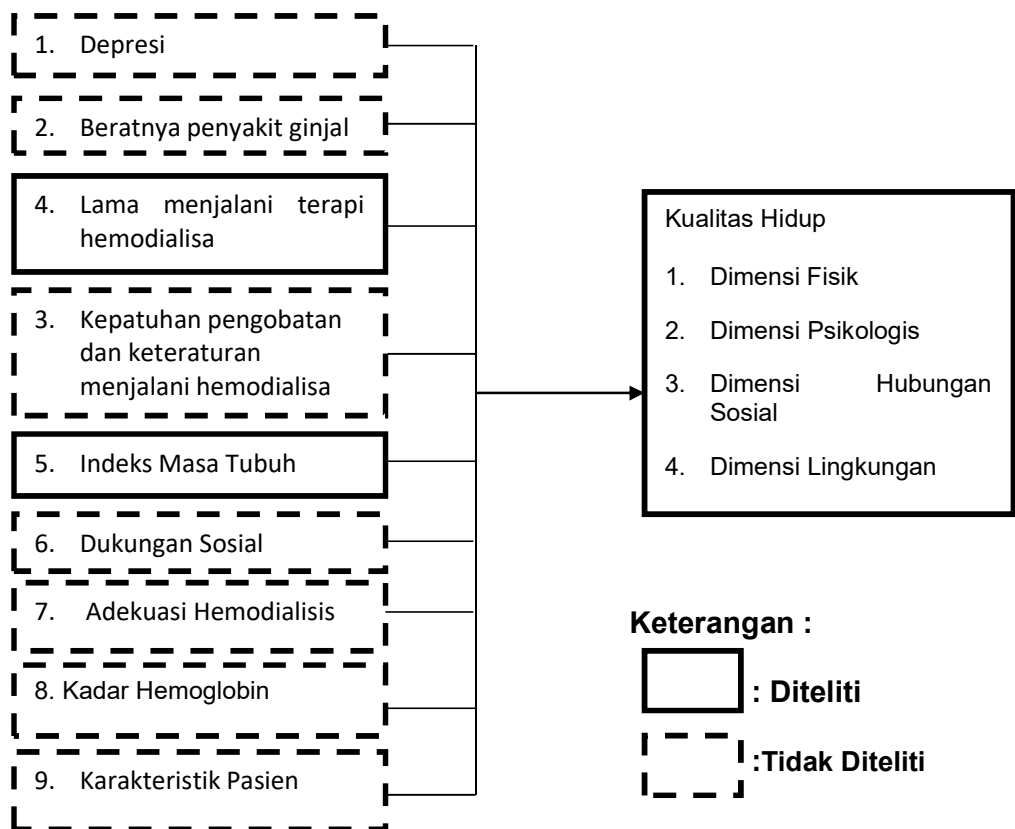 1. Depresi
2. Beratnya penyakit ginjal
4. Lama menjalani terapi
hemodialisa
3. Kepatuhan pengobatan
dan keteraturan
menjalani hemodialisa
5. Indeks Masa Tubuh
6. Dukungan Sosial
7. Adekuasi Hemodialisis
8. Kadar Hemoglobin
9. Karakteristik Pasien
Kualitas Hidup
1. Dimensi Fisik
2. Dimensi Psikologis
3. Dimensi Hubungan
Sosial
4. Dimensi Lingkungan
Keterangan :
: Diteliti
:Tidak Diteliti